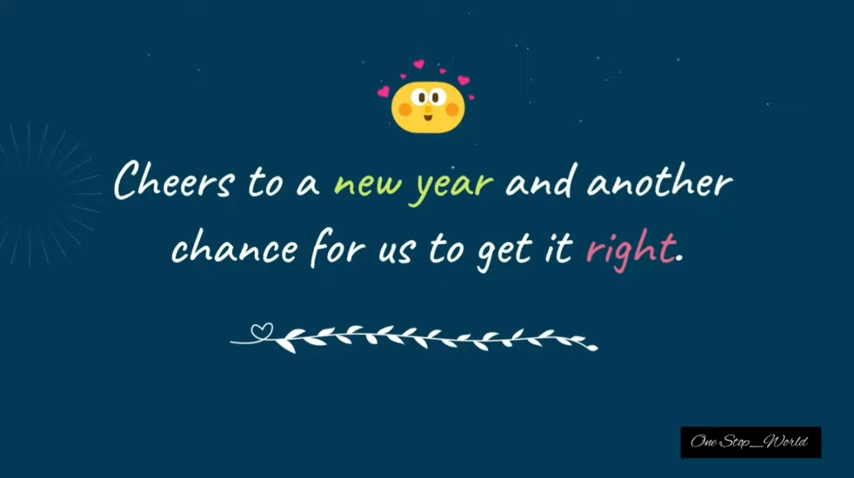 Cheers to a new year and another
chance for us to get it right.
One Stop_World